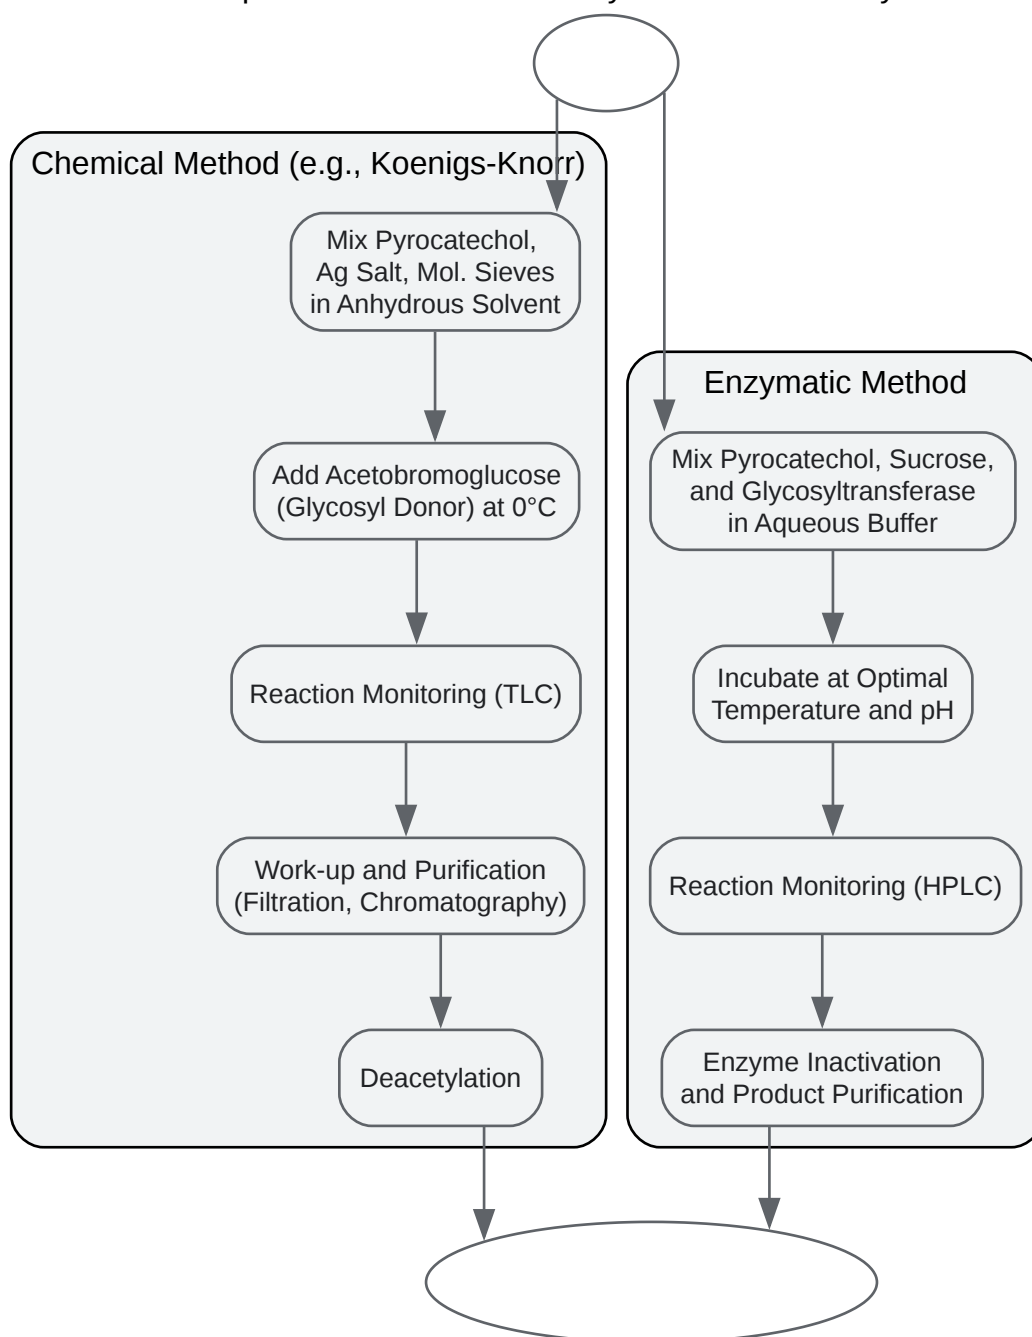 Chemical Method (e.g., Koenigs-Knorr)
Mix Pyrocatechol,
Ag Salt, Mol. Sieves
in Anhydrous Solvent
Add Acetobromoglucose
(Glycosyl Donor) at 0°C
Reaction Monitoring (TLC)
Work-up and Purification
(Filtration, Chromatography)
Deacetylation
Enzymatic Method
Mix Pyrocatechol, Sucrose,
and Glycosyltransferase
in Aqueous Buffer
Incubate at Optimal
Temperature and pH
Reaction Monitoring (HPLC)
Enzyme Inactivation
and Product Purification